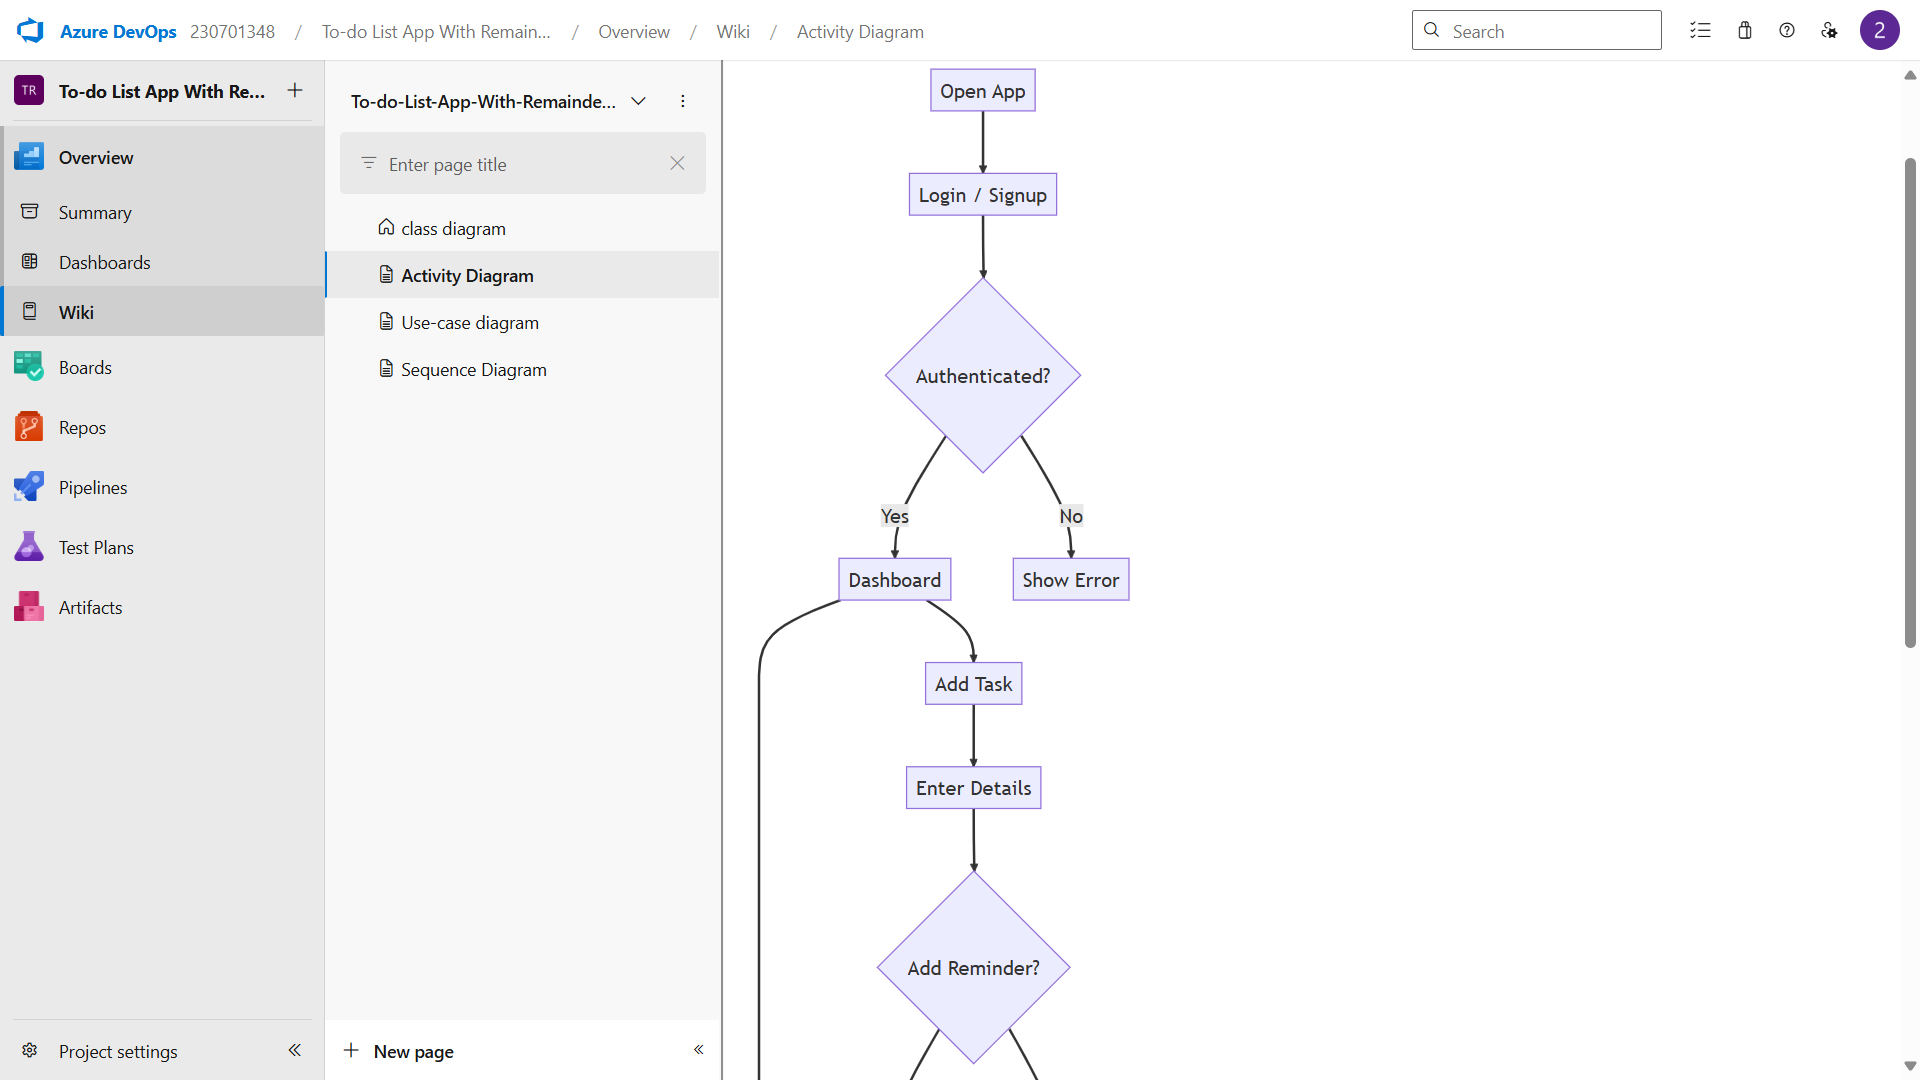 Azure DevOps 230701348 / To-do List App With Remain... / Overview / Wiki / Activity Diagram
Search
2
TR To-do List App With Re...
Overview
Summary
Dashboards
Wiki
Boards
Repos
Pipelines
Test Plans
Artifacts
Project settings
To-do-List-App-With-Remainde...
Enter page title
class diagram
Activity Diagram
Use-case diagram
Sequence Diagram
New page
Open App
Login / Signup
Authenticated?
Yes
No
Dashboard
Show Error
Add Task
Enter Details
Add Reminder?